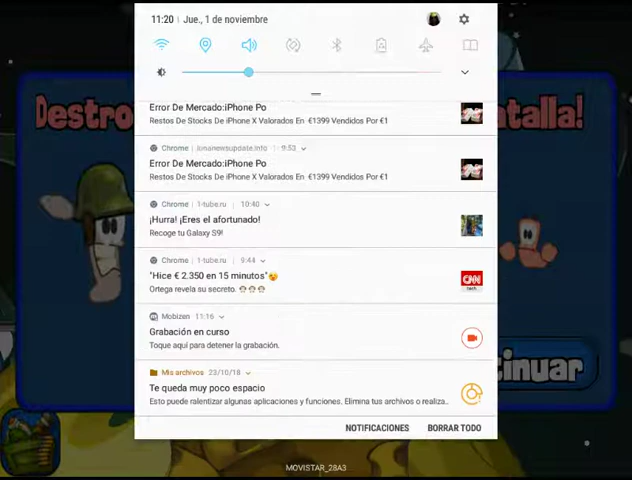 11:20 | Jue., 1 de noviembre
Destro
atalla!
Error De Mercado:iPhone Po
Restos De Stocks De iPhone X Valorados En €1399 Vendidos Por €1
Chrome | ionanewsupdate.info | 9:53
Error De Mercado:iPhone Po
Restos De Stocks De iPhone X Valorados En €1399 Vendidos Por €1
Chrome | 1-tube.ru | 10:40
¡Hurra! ¡Eres el afortunado!
Recoge tu Galaxy S9!
Chrome | 1-tube.ru | 9:44
"Hice € 2.350 en 15 minutos"😍
Ortega revela su secreto. 🙊🙊🙊
CNN
tech
Mobizen 11:16
Grabación en curso
Toque aquí para detener la grabación.
ntinuar
Mis archivos 23/10/18
Te queda muy poco espacio
Esto puede ralentizar algunas aplicaciones y funciones. Elimina tus archivos o realiza..
NOTIFICACIONES BORRAR TODO
MOVISTAR_28A3